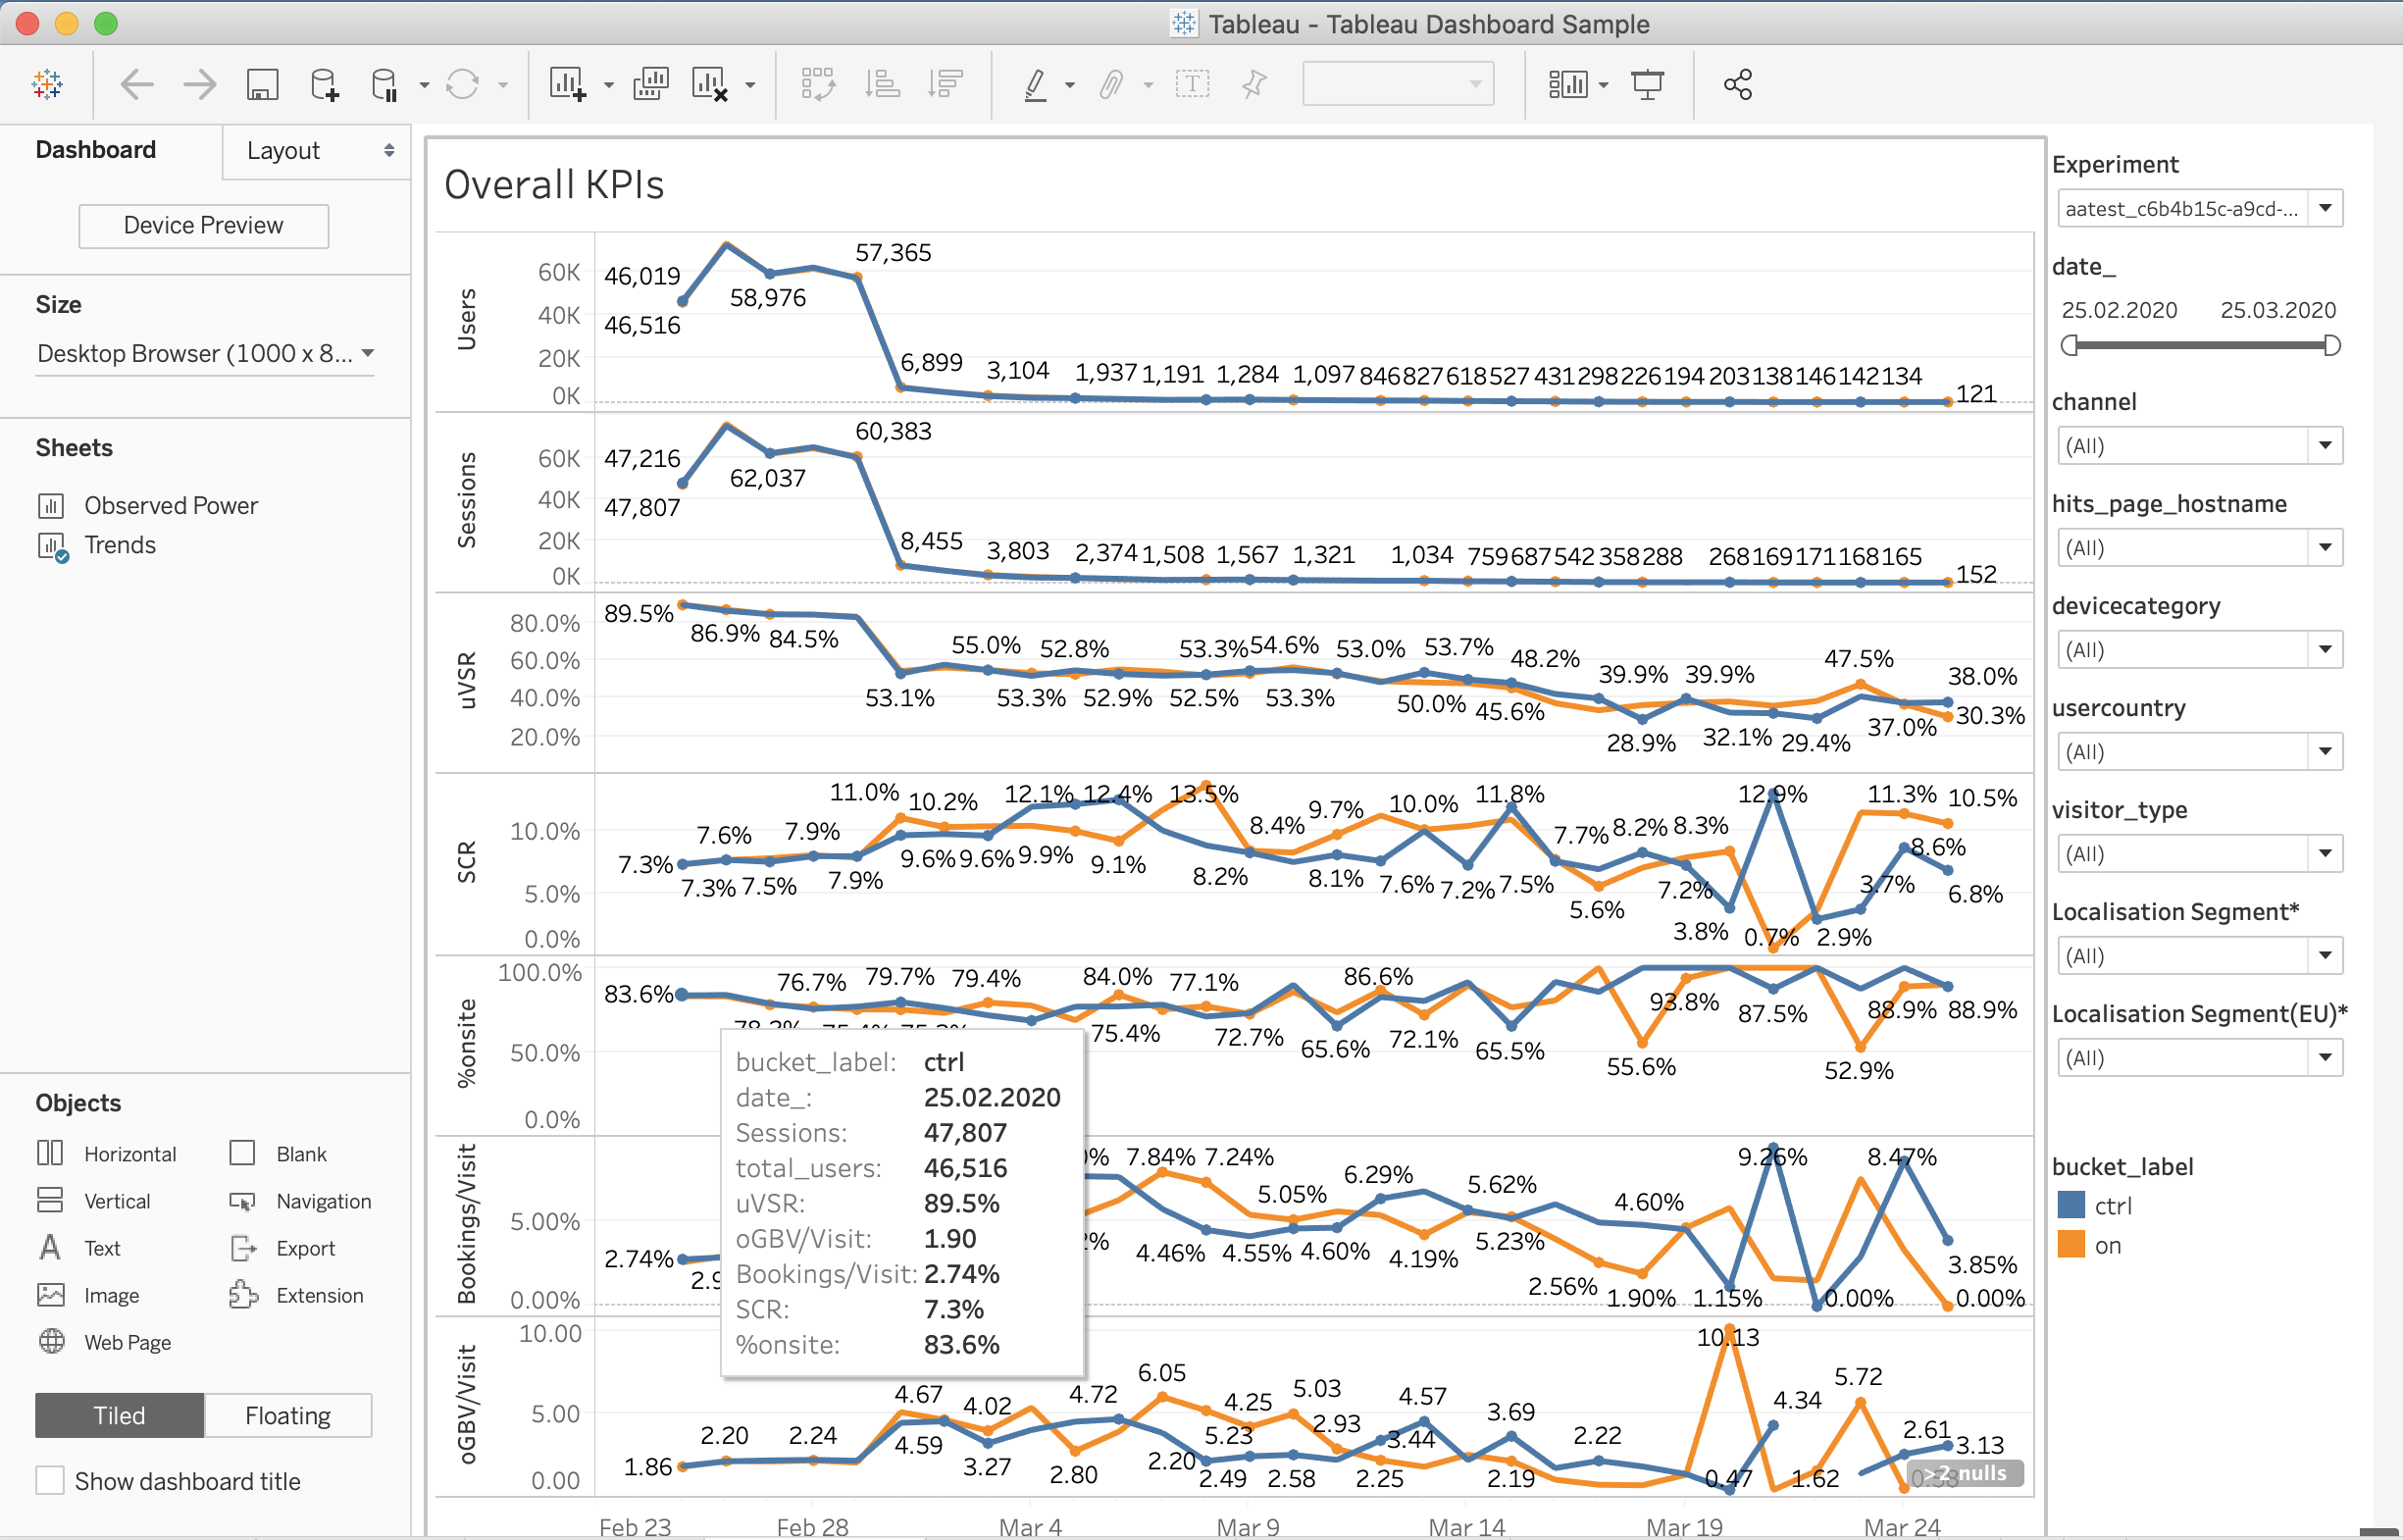 Tableau - Tableau Dashboard Sample
Dashboard
Layout
Device Preview
Size
Desktop Browser (1000 x 8...
Sheets
Observed Power
Trends
Objects
Horizontal
Blank
Vertical
Navigation
Text
Export
Image
Extension
Web Page
Tiled
Floating
Show dashboard title
Overall KPIs
Users
60K
40K
20K
0K
46,019
46,516
58,976
57,365
6,899
3,104
1,937
1,191
1,284
1,097
846
827
618
527
431
298
226
194
203
138
146
142
134
121
Sessions
60K
40K
20K
0K
47,216
47,807
62,037
60,383
8,455
3,803
2,374
1,508
1,567
1,321
1,034
759
687
542
358
288
268
169
171
168
165
152
uVSR
80.0%
60.0%
40.0%
20.0%
89.5%
86.9%
84.5%
55.0%
52.8%
53.3%
54.6%
53.0%
53.7%
48.2%
39.9%
39.9%
47.5%
38.0%
53.1%
53.3%
52.9%
52.5%
53.3%
50.0%
45.6%
28.9%
32.1%
29.4%
37.0%
30.3%
SCR
10.0%
5.0%
0.0%
11.0%
10.2%
12.1%
12.4%
13.5%
9.7%
10.0%
11.8%
12.9%
11.3%
10.5%
7.6%
7.9%
8.4%
7.7%
8.2%
8.3%
8.6%
7.3%
7.3%
7.5%
7.9%
9.6%
9.6%
9.9%
9.1%
8.2%
8.1%
7.6%
7.2%
7.5%
5.6%
7.2%
3.8%
0.7%
2.9%
3.7%
6.8%
%onsite
100.0%
50.0%
0.0%
83.6%
76.7%
79.7%
79.4%
84.0%
77.1%
86.6%
75.4%
72.7%
65.6%
72.1%
65.5%
55.6%
93.8%
87.5%
52.9%
88.9%
88.9%
bucket_label: ctrl
date_: 25.02.2020
Sessions: 47,807
total_users: 46,516
uVSR: 89.5%
oGBV/Visit: 1.90
Bookings/Visit: 2.74%
SCR: 7.3%
%onsite: 83.6%
Bookings/Visit
5.00%
0.00%
2.74%
7.84%
7.24%
5.05%
6.29%
5.62%
4.60%
9.26%
8.47%
4.46%
4.55%
4.60%
4.19%
5.23%
2.56%
1.90%
1.15%
0.00%
3.85%
0.00%
oGBV/Visit
10.00
5.00
0.00
1.86
2.20
2.24
4.67
4.59
4.02
3.27
4.72
2.80
6.05
2.20
5.23
4.25
2.49
5.03
2.58
2.93
2.25
3.44
4.57
3.69
2.19
2.22
10.13
0.47
4.34
1.62
5.72
2.61
3.13
>2 nulls
Feb 23
Feb 28
Mar 4
Mar 9
Mar 14
Mar 19
Mar 24
Experiment
aatest_c6b4b15c-a9cd-...
date_
25.02.2020
25.03.2020
channel
(All)
hits_page_hostname
(All)
devicecategory
(All)
usercountry
(All)
visitor_type
(All)
Localisation Segment*
(All)
Localisation Segment(EU)*
(All)
bucket_label
ctrl
on